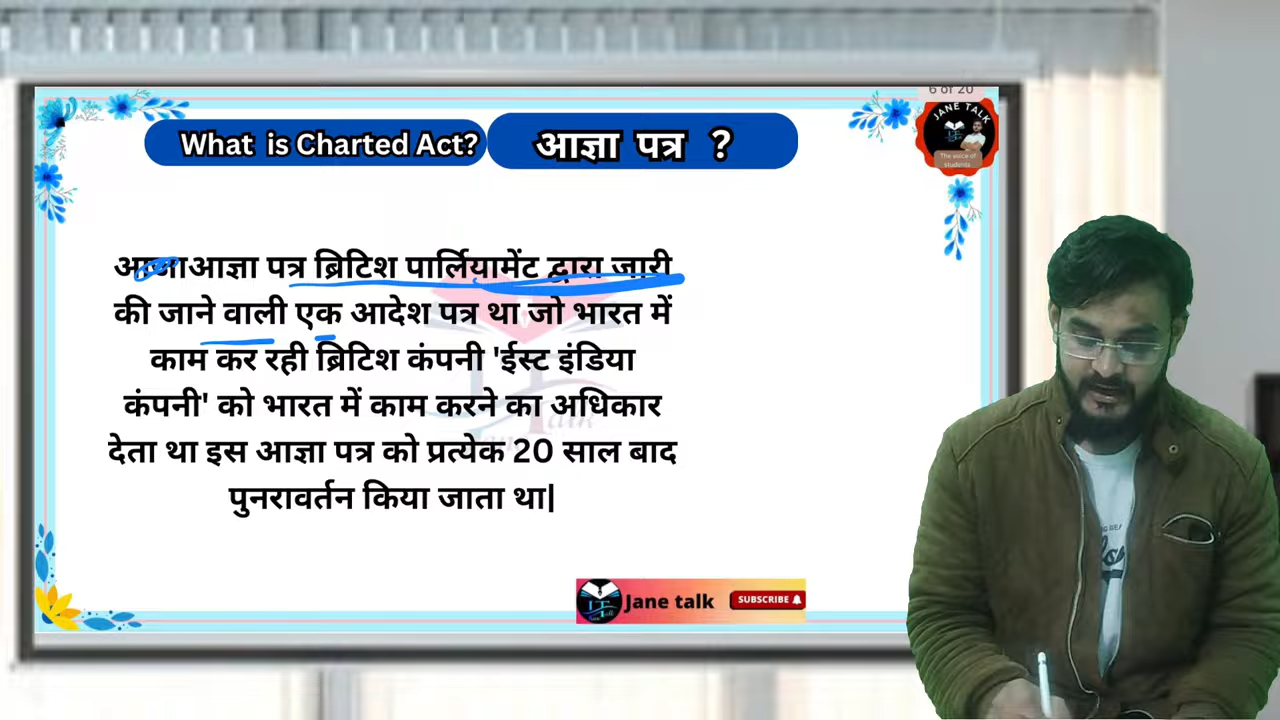 6 of 20
JANE TALK
The voice of
students
What is Charted Act?
आज्ञा पत्र ?
आज्ञा पत्र ब्रिटिश पार्लियामेंट द्वारा जारी
की जाने वाली एक आदेश पत्र था जो भारत में
काम कर रही ब्रिटिश कंपनी 'ईस्ट इंडिया
कंपनी' को भारत में काम करने का अधिकार
देता था इस आज्ञा पत्र को प्रत्येक 20 साल बाद
पुनरावर्तन किया जाता था|
Jane talk
SUBSCRIBE